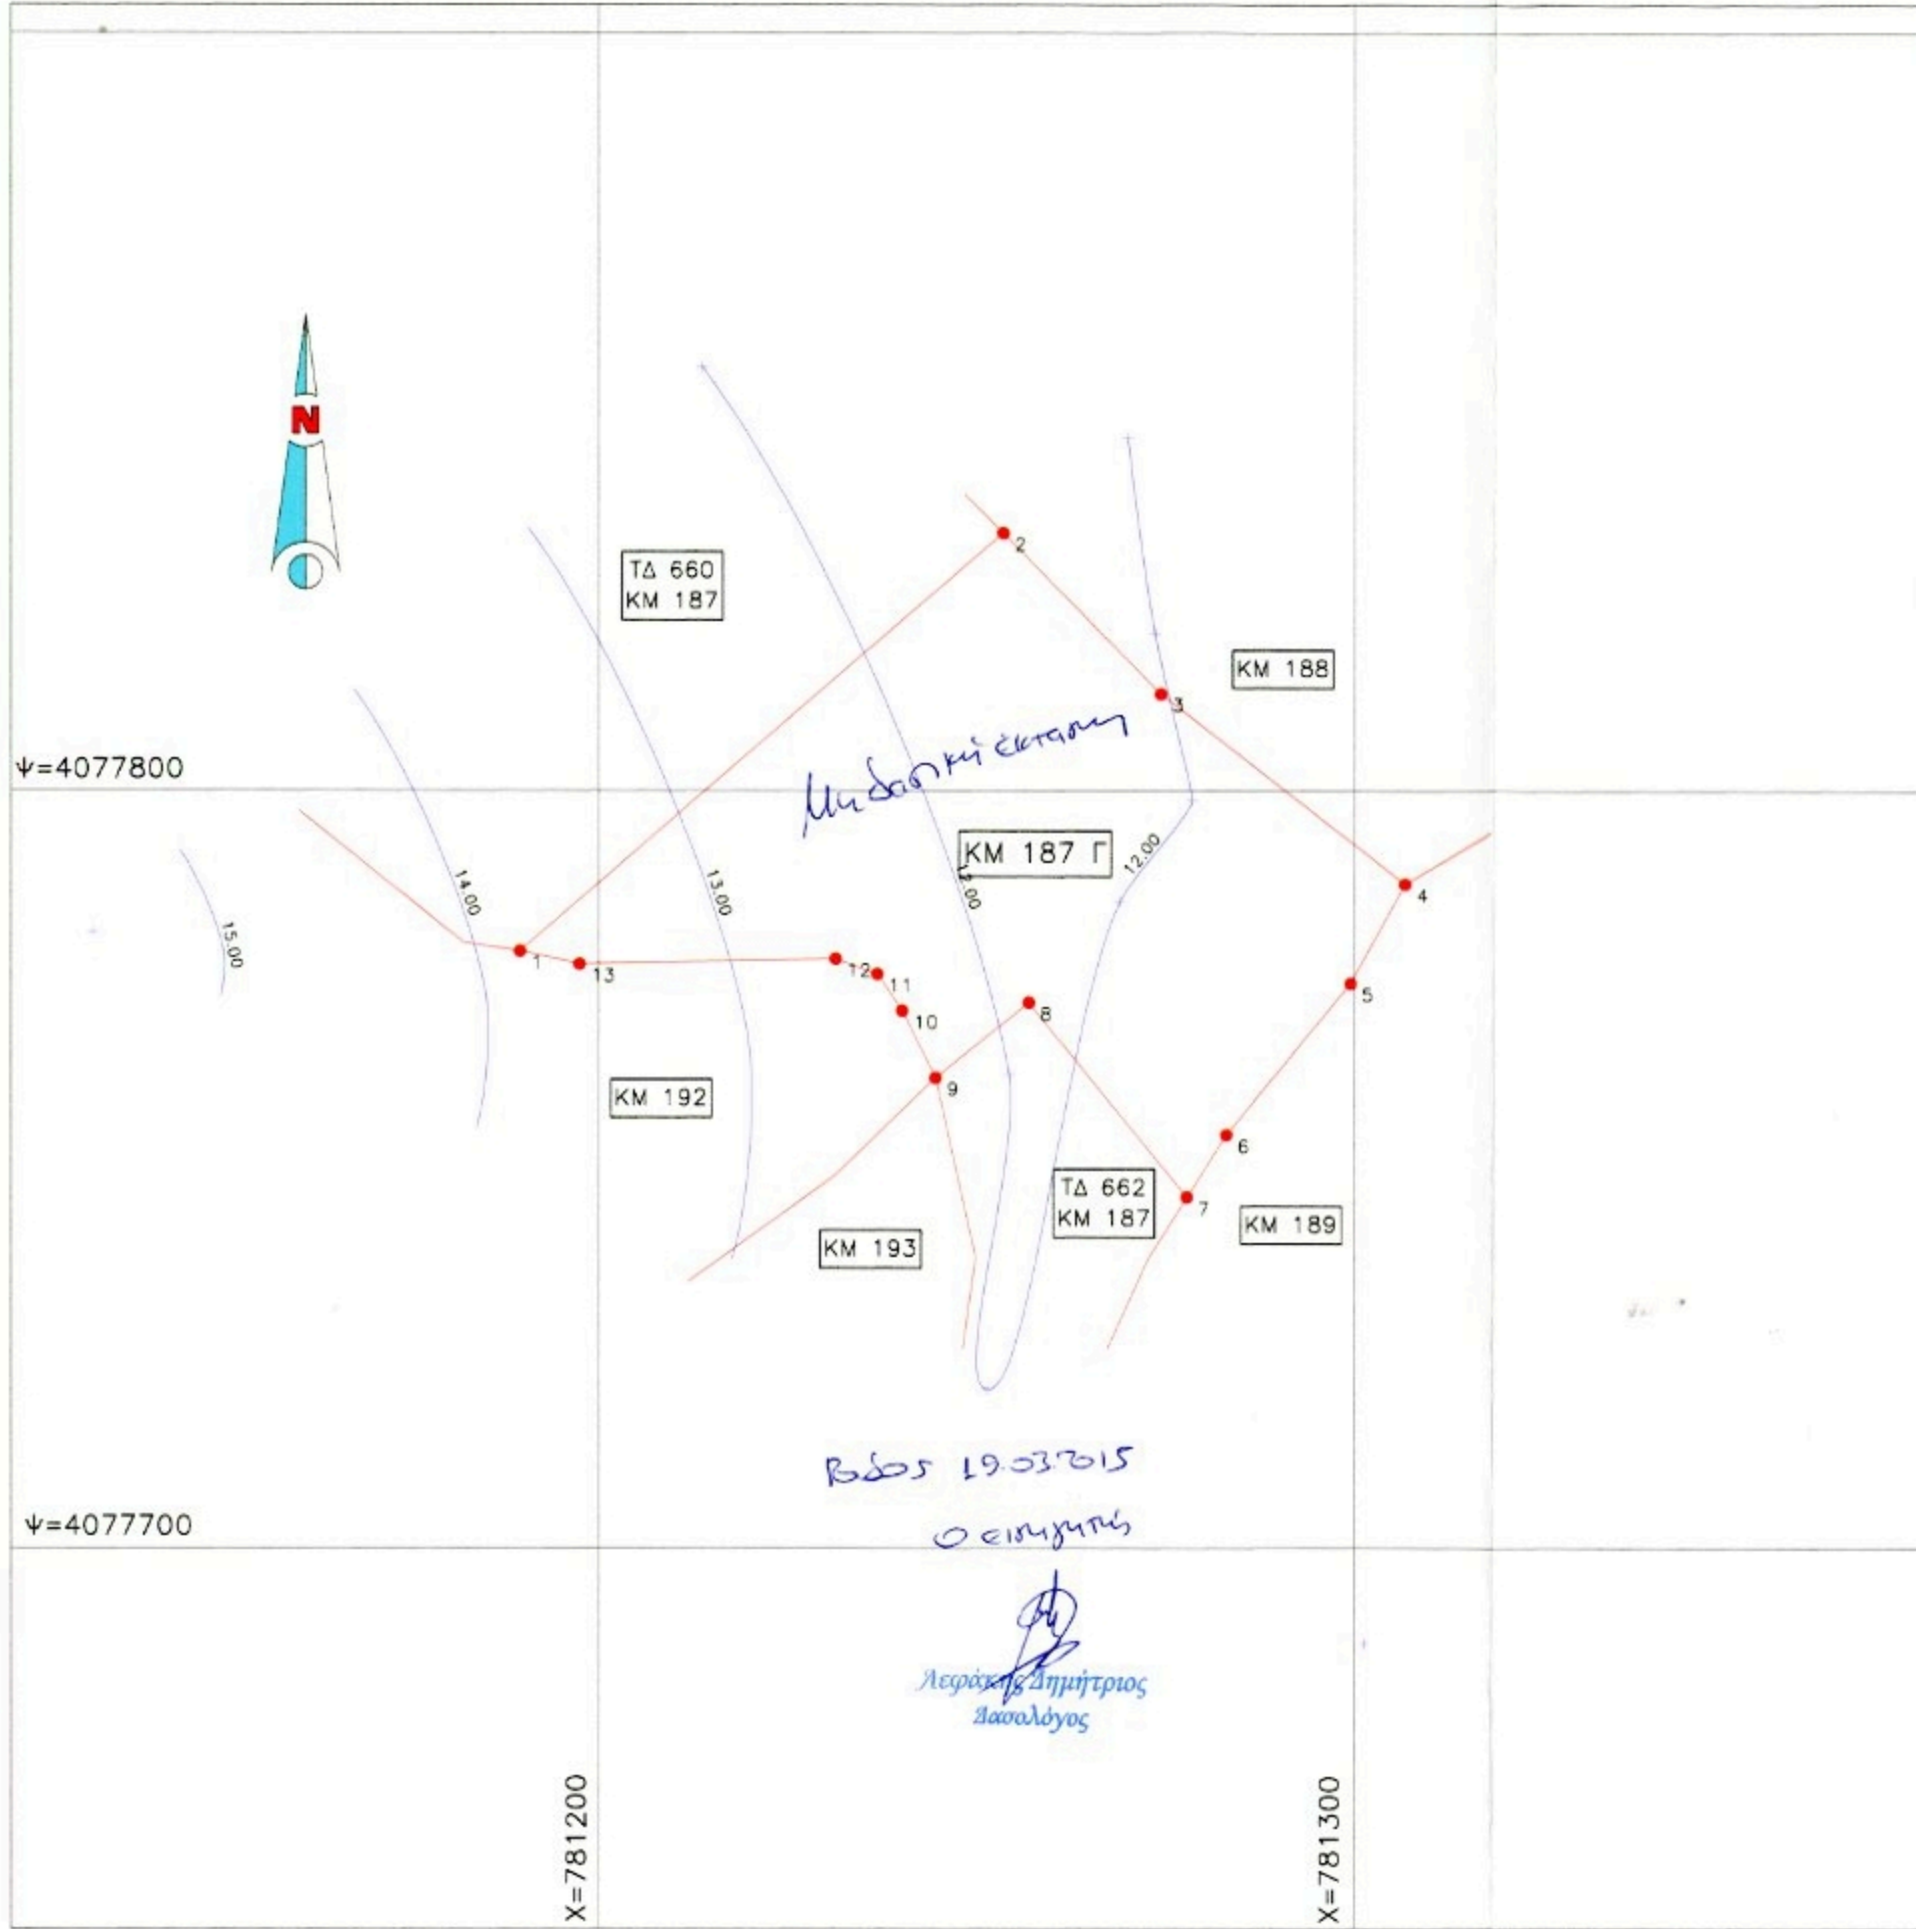 N
2
ΤΔ 660
ΚΜ 187
ΚΜ 188
3
Μη δασική έκταση
Ψ=4077800
ΚΜ 187 Γ
12.00
14.00
13.00
12.00
4
15.00
1
13
12
11
5
10
8
9
ΚΜ 192
6
ΤΔ 662
ΚΜ 187
7
ΚΜ 189
ΚΜ 193
Ρόδος 19.03.2015
Ψ=4077700
Ο εισηγητής
Λεφάκης Δημήτριος
Δασολόγος
Χ=781200
Χ=781300